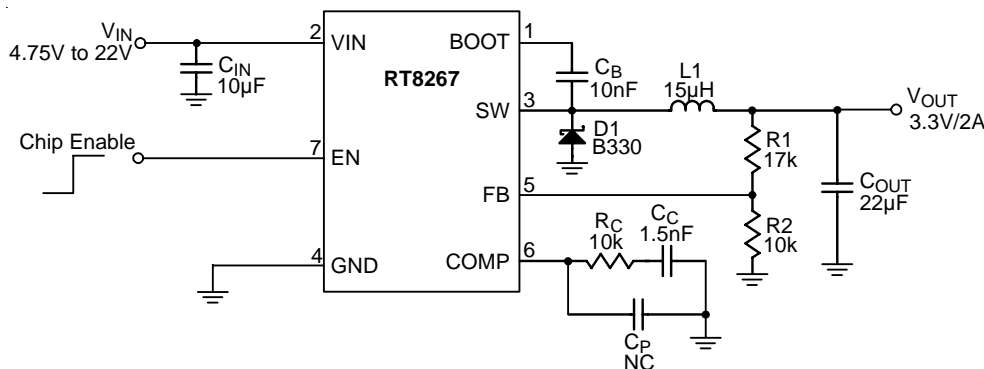 VIN
4.75V to 22V
CIN
10µF
2
VIN
BOOT
1
RT8267
CB
10nF
L1
15µH
3
SW
D1
B330
VOUT
3.3V/2A
Chip Enable
7
EN
R1
17k
COUT
22µF
FB
5
R2
10k
RC
10k
CC
1.5nF
4
GND
COMP
6
CP
NC